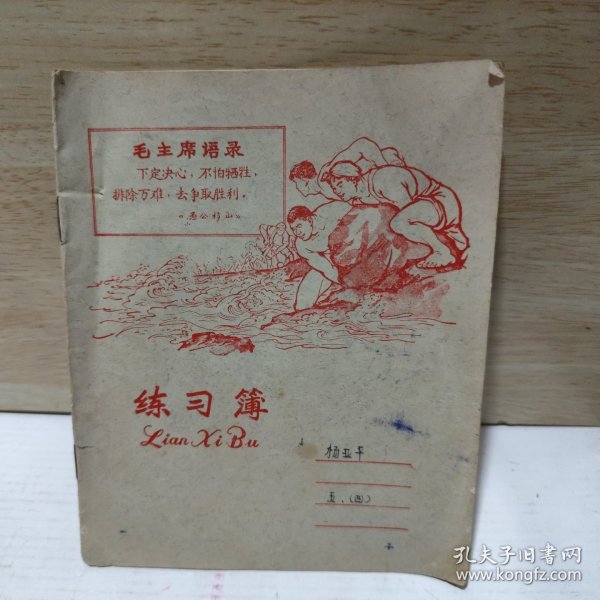 毛主席语录
下定决心，不怕牺牲，
排除万难，去争取胜利。
《愚公移山》
练习簿
Lian Xi Bu
杨亚平
五、(四)
孔夫子旧书网
www.kongfz.com